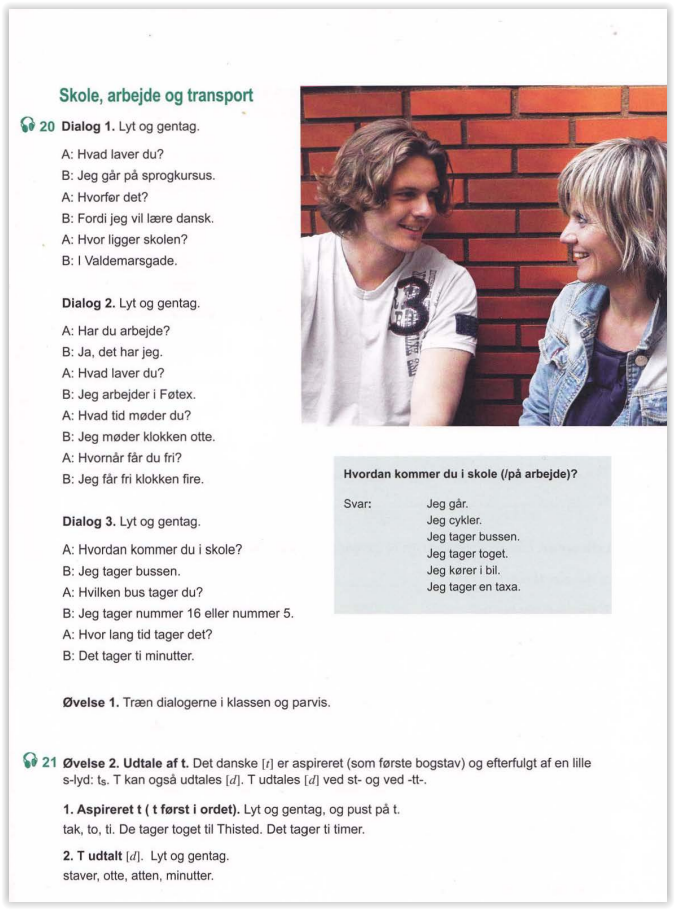 Skole, arbejde og transport
20 Dialog 1. Lyt og gentag.
A: Hvad laver du?
B: Jeg går på sprogkursus.
A: Hvorfor det?
B: Fordi jeg vil lære dansk.
A: Hvor ligger skolen?
B: I Valdemarsgade.
Dialog 2. Lyt og gentag.
A: Har du arbejde?
B: Ja, det har jeg.
A: Hvad laver du?
B: Jeg arbejder i Føtex.
A: Hvad tid møder du?
B: Jeg møder klokken otte.
A: Hvornår får du fri?
B: Jeg får fri klokken fire.
Dialog 3. Lyt og gentag.
A: Hvordan kommer du i skole?
B: Jeg tager bussen.
A: Hvilken bus tager du?
B: Jeg tager nummer 16 eller nummer 5.
A: Hvor lang tid tager det?
B: Det tager ti minutter.
3
Hvordan kommer du i skole (/på arbejde)?
Svar: Jeg går.
Jeg cykler.
Jeg tager bussen.
Jeg tager toget.
Jeg kører i bil.
Jeg tager en taxa.
Øvelse 1. Træn dialogerne i klassen og parvis.
21 Øvelse 2. Udtale af t. Det danske [t] er aspireret (som første bogstav) og efterfulgt af en lille
s-lyd: ts. T kan også udtales [d]. T udtales [d] ved st- og ved -tt-.
1. Aspireret t ( t først i ordet). Lyt og gentag, og pust på t.
tak, to, ti. De tager toget til Thisted. Det tager ti timer.
2. T udtalt [d]. Lyt og gentag.
staver, otte, atten, minutter.